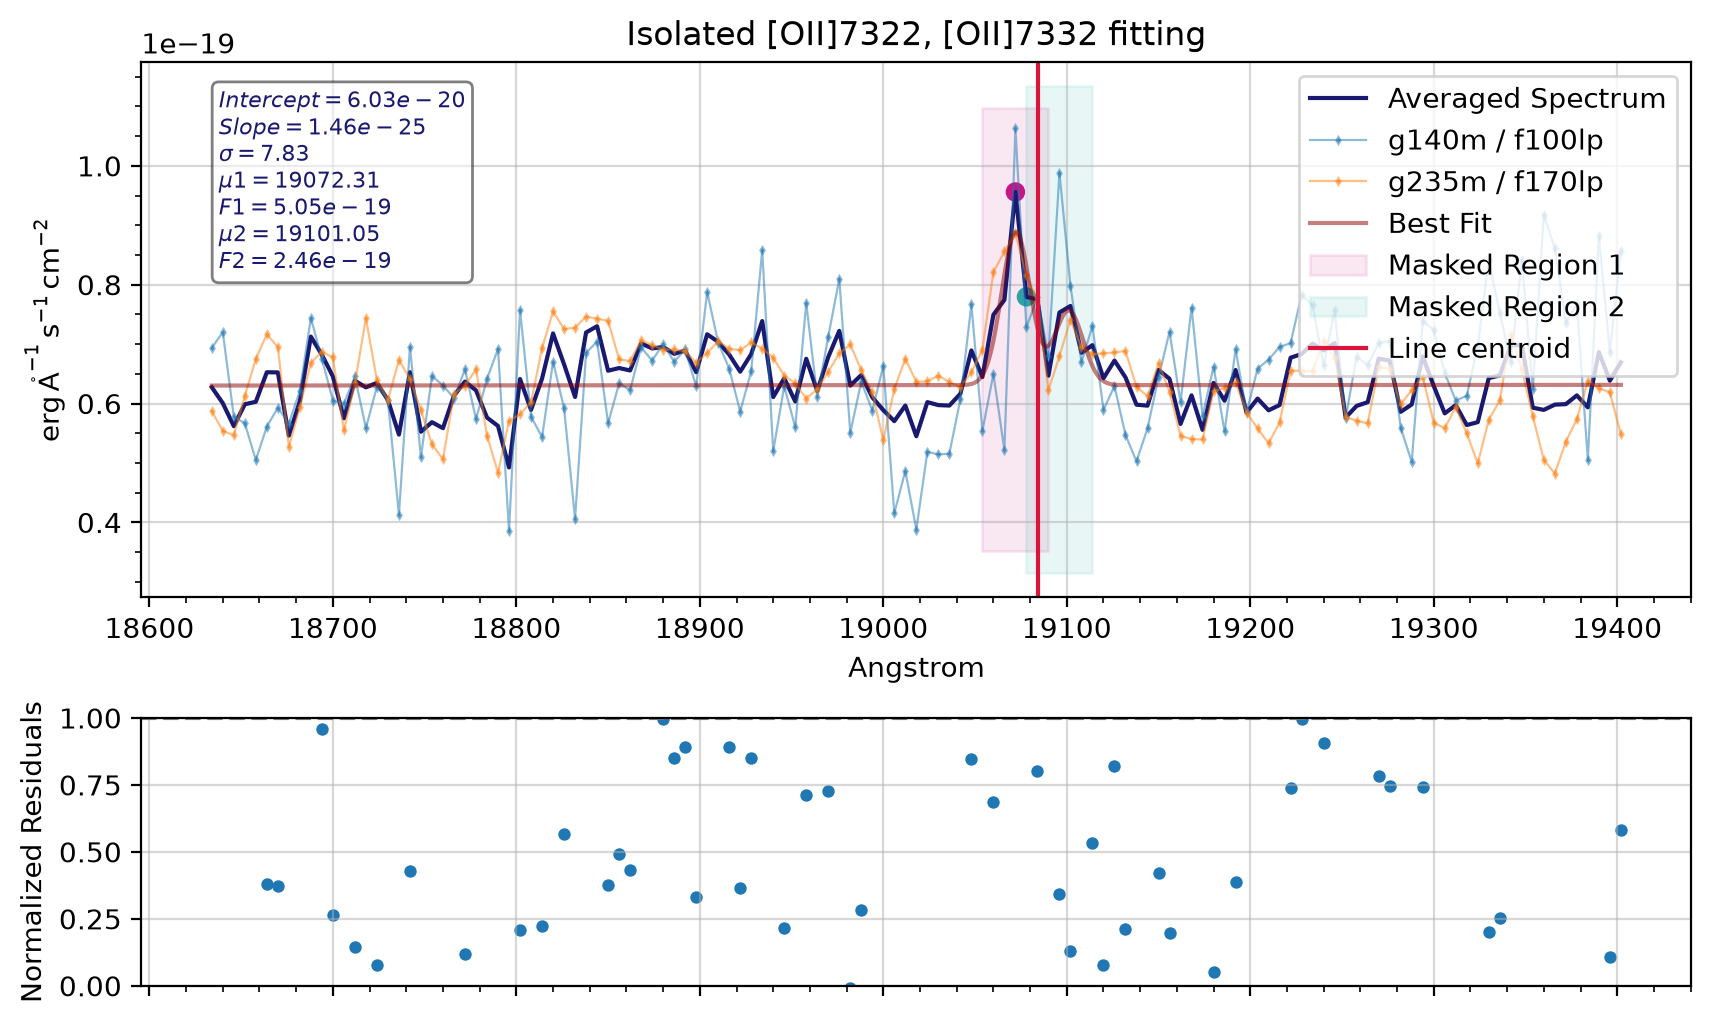 Isolated [OII]7322, [OII]7332 fitting
1e−19
Intercept = 6.03e − 20
Slope = 1.46e − 25
σ = 7.83
μ1 = 19072.31
F1 = 5.05e − 19
μ2 = 19101.05
F2 = 2.46e − 19
Averaged Spectrum
g140m / f100lp
g235m / f170lp
Best Fit
Masked Region 1
Masked Region 2
Line centroid
1.0
0.8
0.6
0.4
erg Å⁻¹ s⁻¹ cm⁻²
18600 18700 18800 18900 19000 19100 19200 19300 19400
Angstrom
Normalized Residuals
1.00
0.75
0.50
0.25
0.00